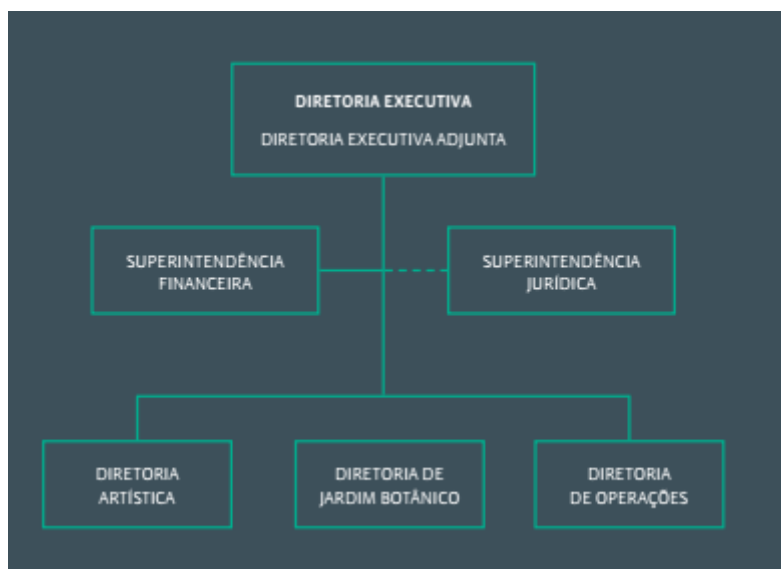 DIRETORIA EXECUTIVA
DIRETORIA EXECUTIVA ADJUNTA
SUPERINTENDÊNCIA
FINANCEIRA
SUPERINTENDÊNCIA
JURÍDICA
DIRETORIA
ARTÍSTICA
DIRETORIA DE
JARDIM BOTÂNICO
DIRETORIA
DE OPERAÇÕES